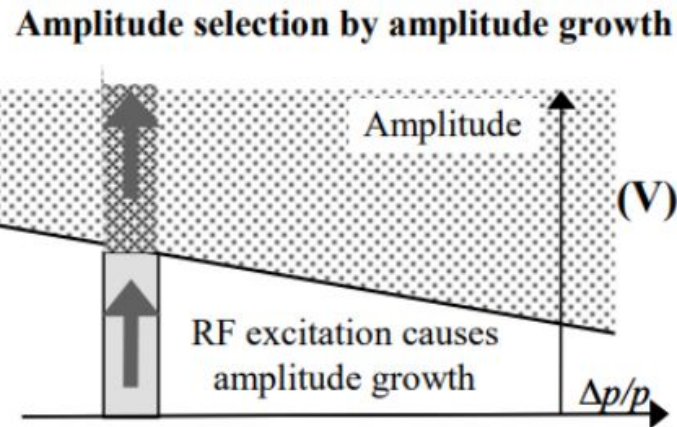 Amplitude selection by amplitude growth
Amplitude
(V)
RF excitation causes
amplitude growth
Δp/p